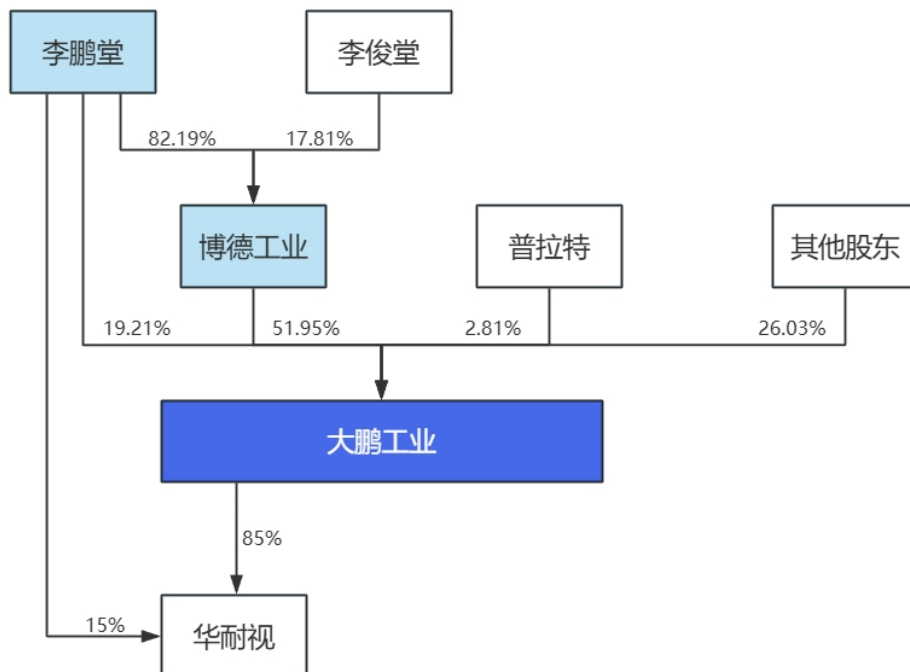 李鹏堂
李俊堂
82.19%
17.81%
博德工业
普拉特
其他股东
19.21%
51.95%
2.81%
26.03%
大鹏工业
85%
15%
华耐视